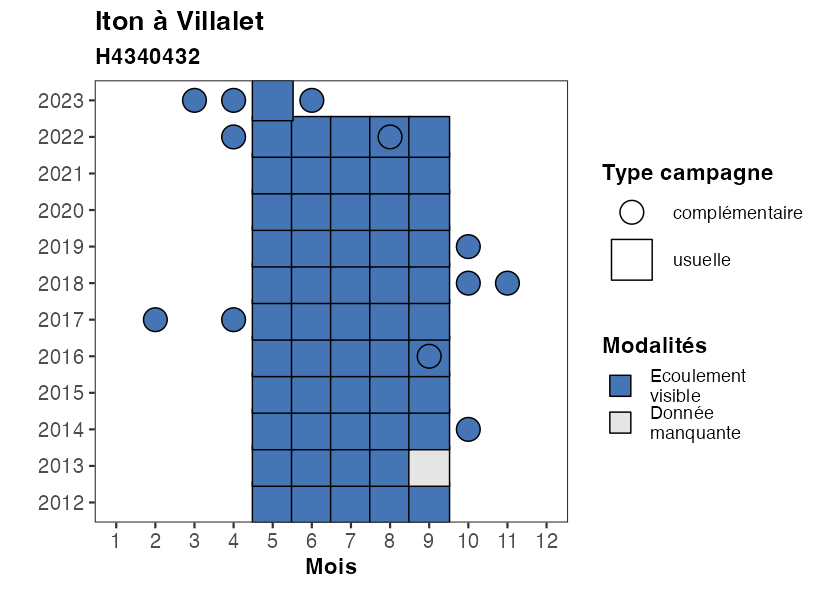 Iton à Villalet
H4340432
2023
2022
2021
2020
2019
2018
2017
2016
2015
2014
2013
2012
1 2 3 4 5 6 7 8 9 10 11 12
Mois
Type campagne
complémentaire
usuelle
Modalités
Ecoulement
visible
Donnée
manquante